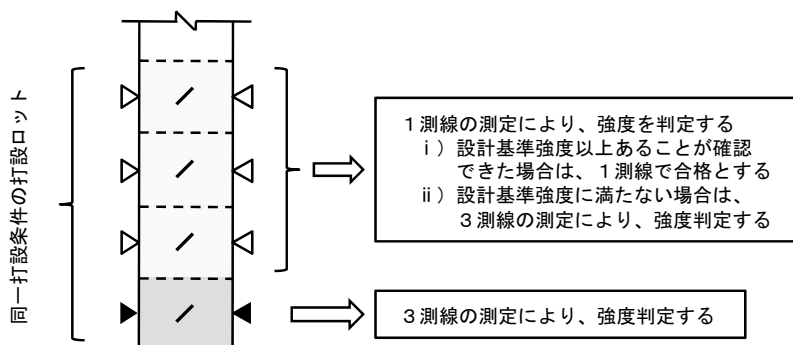 同一打設条件の打設ロット
１測線の測定により、強度を判定する
ⅰ）設計基準強度以上あることが確認
できた場合は、１測線で合格とする
ⅱ）設計基準強度に満たない場合は、
３測線の測定により、強度判定する
３測線の測定により、強度判定する